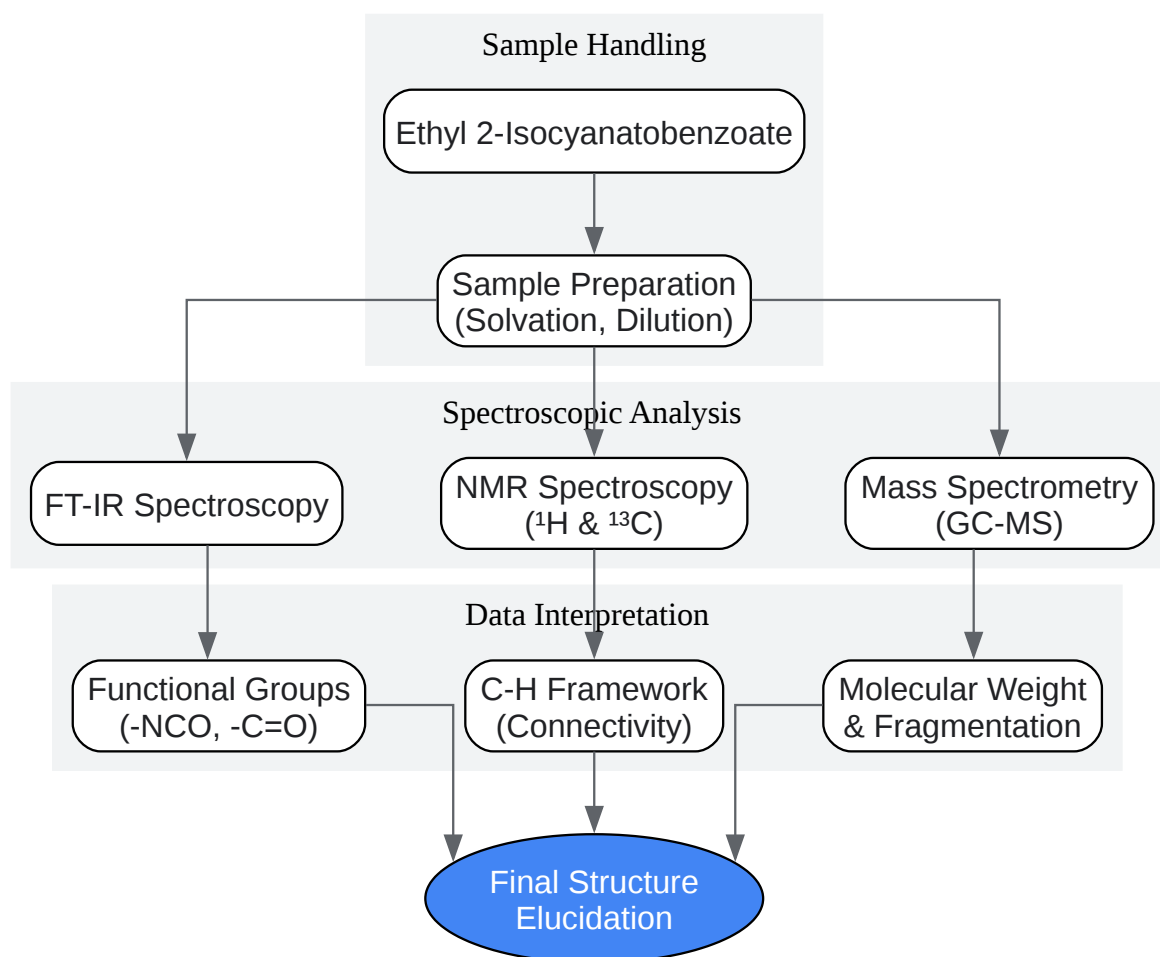 Sample Handling
Ethyl 2-Isocyanatobenzoate
Sample Preparation
(Solvation, Dilution)
Spectroscopic Analysis
FT-IR Spectroscopy
NMR Spectroscopy
(¹H & ¹³C)
Mass Spectrometry
(GC-MS)
Data Interpretation
Functional Groups
(-NCO, -C=O)
C-H Framework
(Connectivity)
Molecular Weight
& Fragmentation
Final Structure
Elucidation